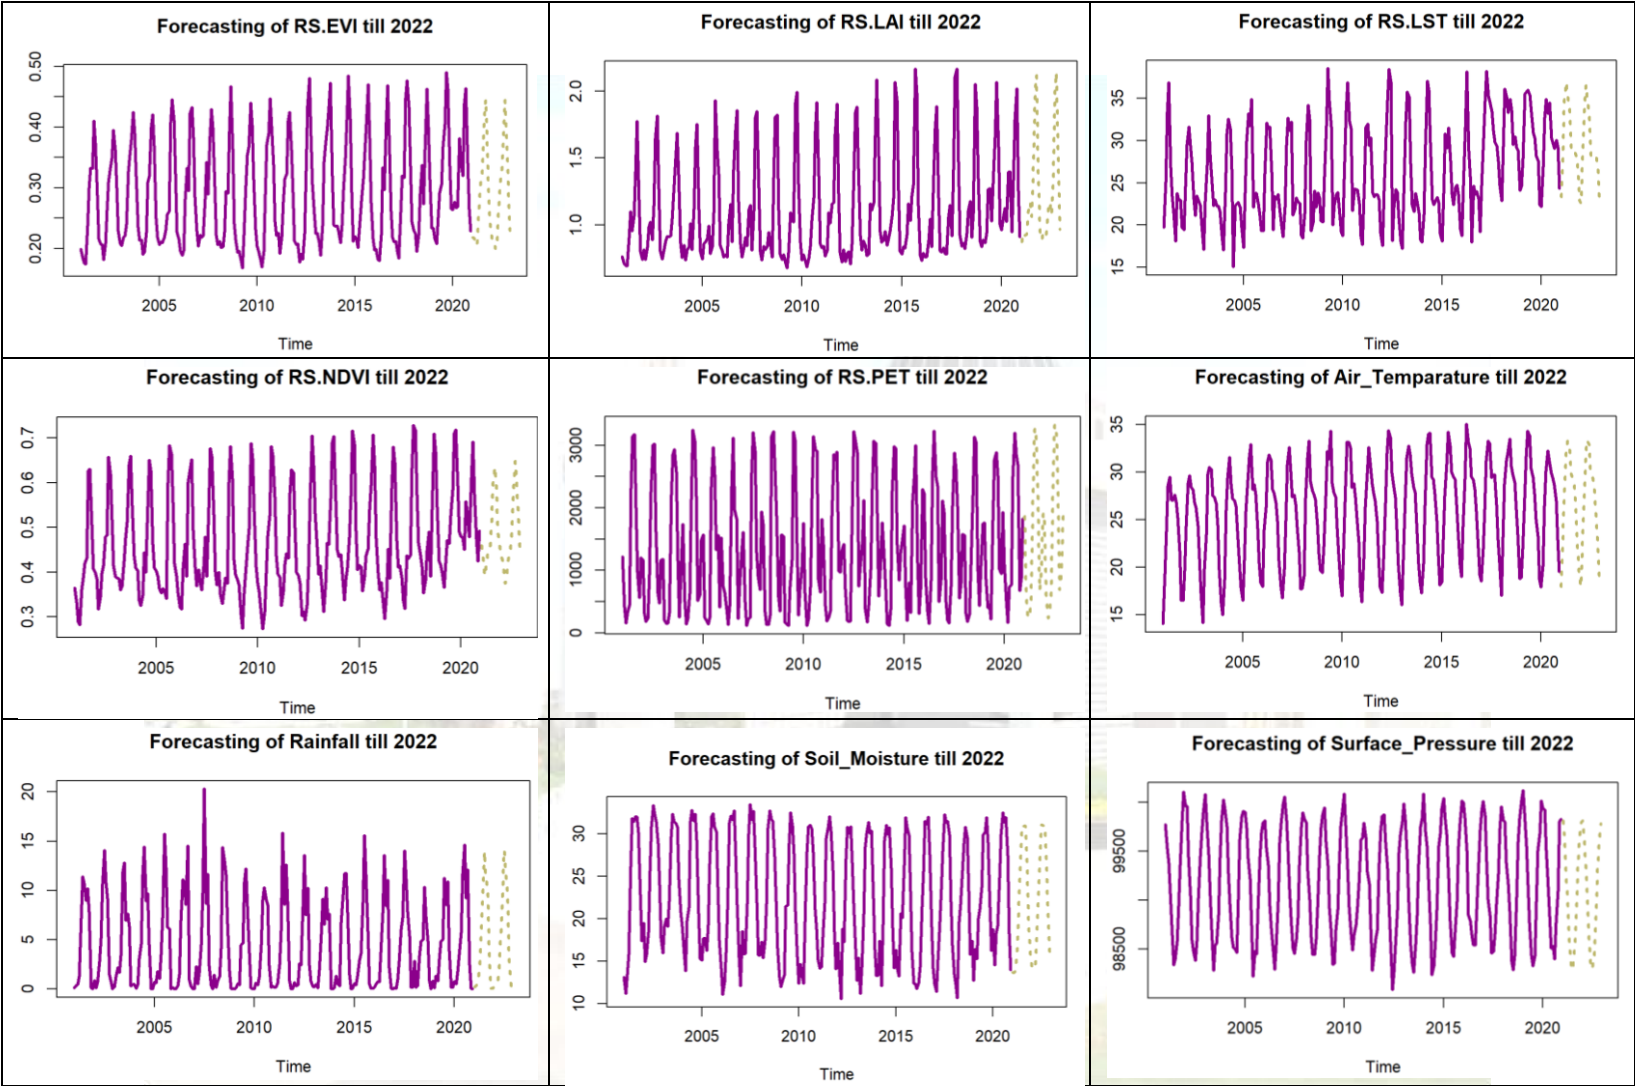 Forecasting of RS.EVI till 2022
0.50
0.40
0.30
0.20
2005 2010 2015 2020
Time
Forecasting of RS.LAI till 2022
2.0
1.5
1.0
2005 2010 2015 2020
Time
Forecasting of RS.LST till 2022
35
30
25
20
15
2005 2010 2015 2020
Time
Forecasting of RS.NDVI till 2022
0.7
0.6
0.5
0.4
0.3
2005 2010 2015 2020
Time
Forecasting of RS.PET till 2022
3000
2000
1000
0
2005 2010 2015 2020
Time
Forecasting of Air_Temparature till 2022
35
30
25
20
15
2005 2010 2015 2020
Time
Forecasting of Rainfall till 2022
20
15
10
5
0
2005 2010 2015 2020
Time
Forecasting of Soil_Moisture till 2022
30
25
20
15
10
2005 2010 2015 2020
Time
Forecasting of Surface_Pressure till 2022
99500
98500
2005 2010 2015 2020
Time